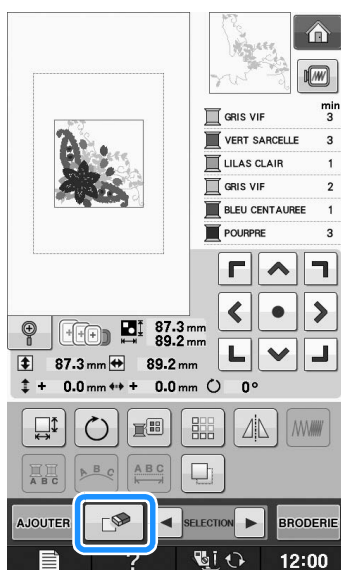 min
GRIS VIF 3
VERT SARCELLE 3
LILAS CLAIR 1
GRIS VIF 2
BLEU CENTAUREE 1
POURPRE 3
87.3 mm
89.2 mm
87.3 mm 89.2 mm
+ 0.0 mm + 0.0 mm 0°
A B C A B C A B C
AJOUTER SELECTION BRODERIE
? 12:00